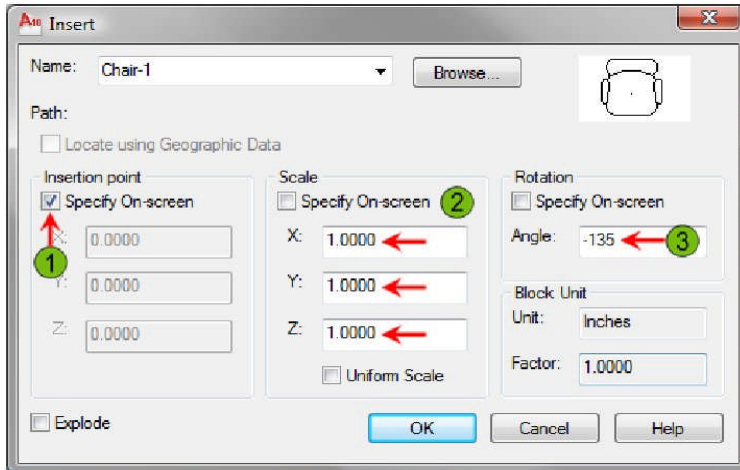 Insert
Name: Chair-1 Browse...
Path:
Locate using Geographic Data
Insertion point
Specify On-screen
1
X: 0.0000
Y: 0.0000
Z: 0.0000
Scale
Specify On-screen 2
X: 1.0000
Y: 1.0000
Z: 1.0000
Uniform Scale
Rotation
Specify On-screen
Angle: -135 3
Block Unit
Unit: Inches
Factor: 1.0000
Explode
OK Cancel Help